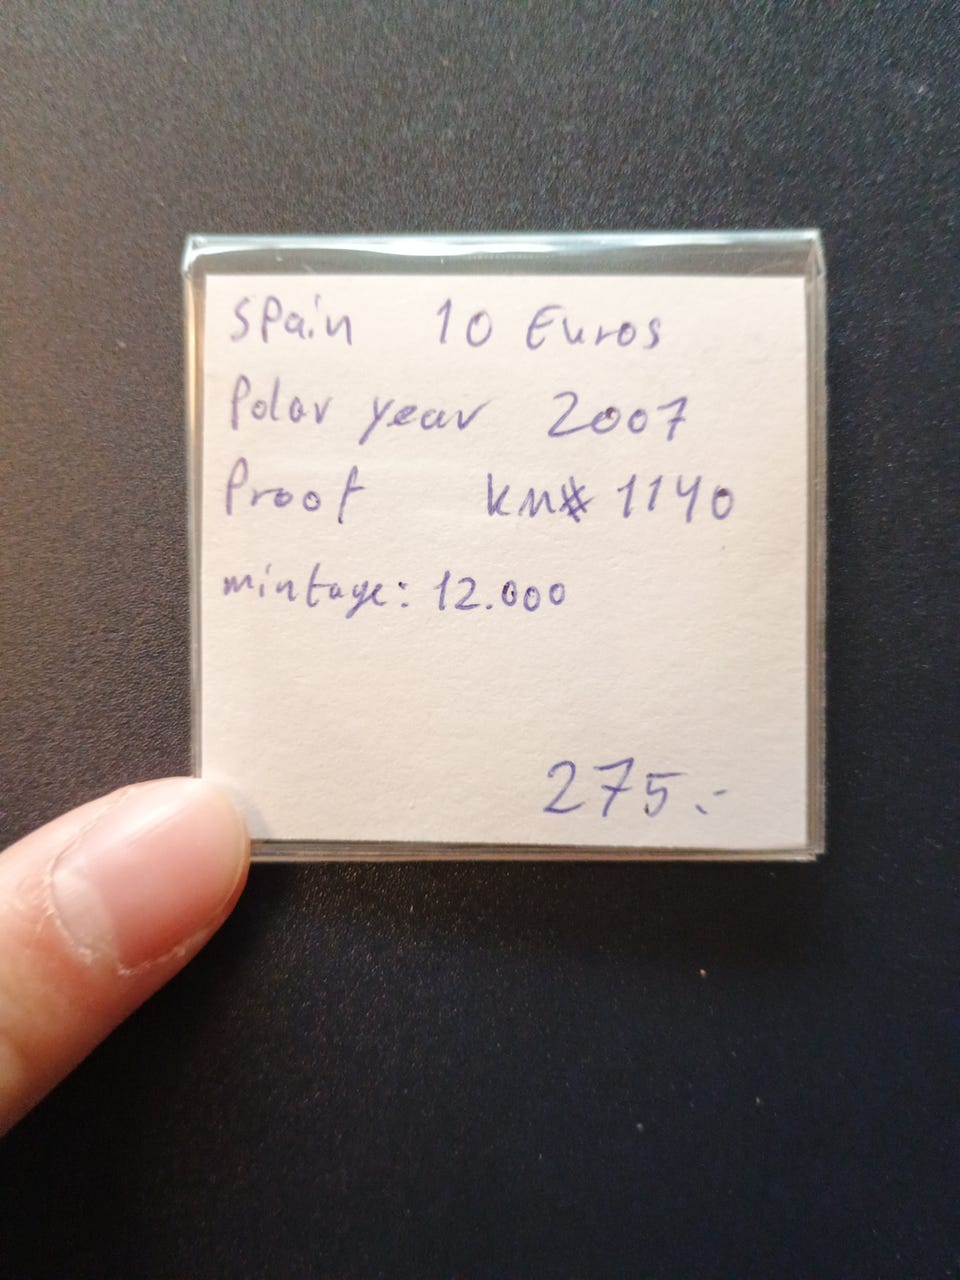 Spain 10 Euros
Polar year 2007
Proof KM# 1140
mintage: 12.000
275.-